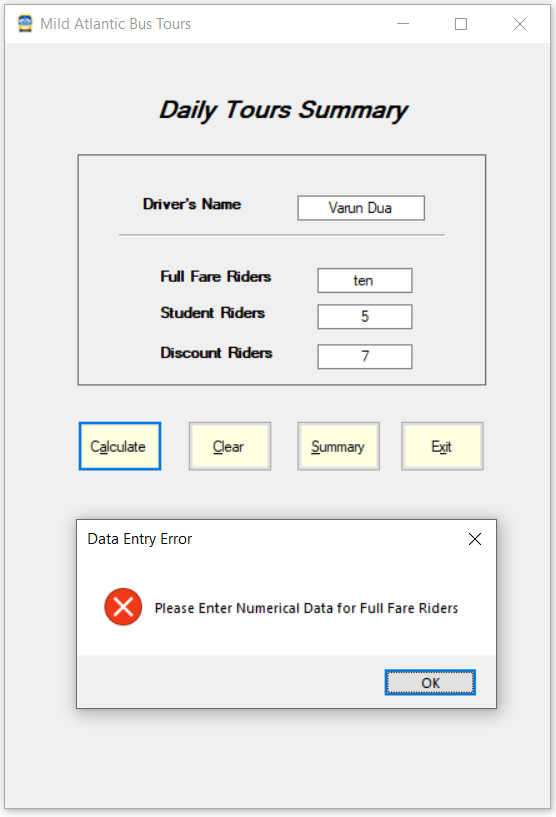 Mild Atlantic Bus Tours
Daily Tours Summary
Driver's Name Varun Dua
Full Fare Riders ten
Student Riders 5
Discount Riders 7
Calculate Clear Summary Exit
Data Entry Error
Please Enter Numerical Data for Full Fare Riders
OK